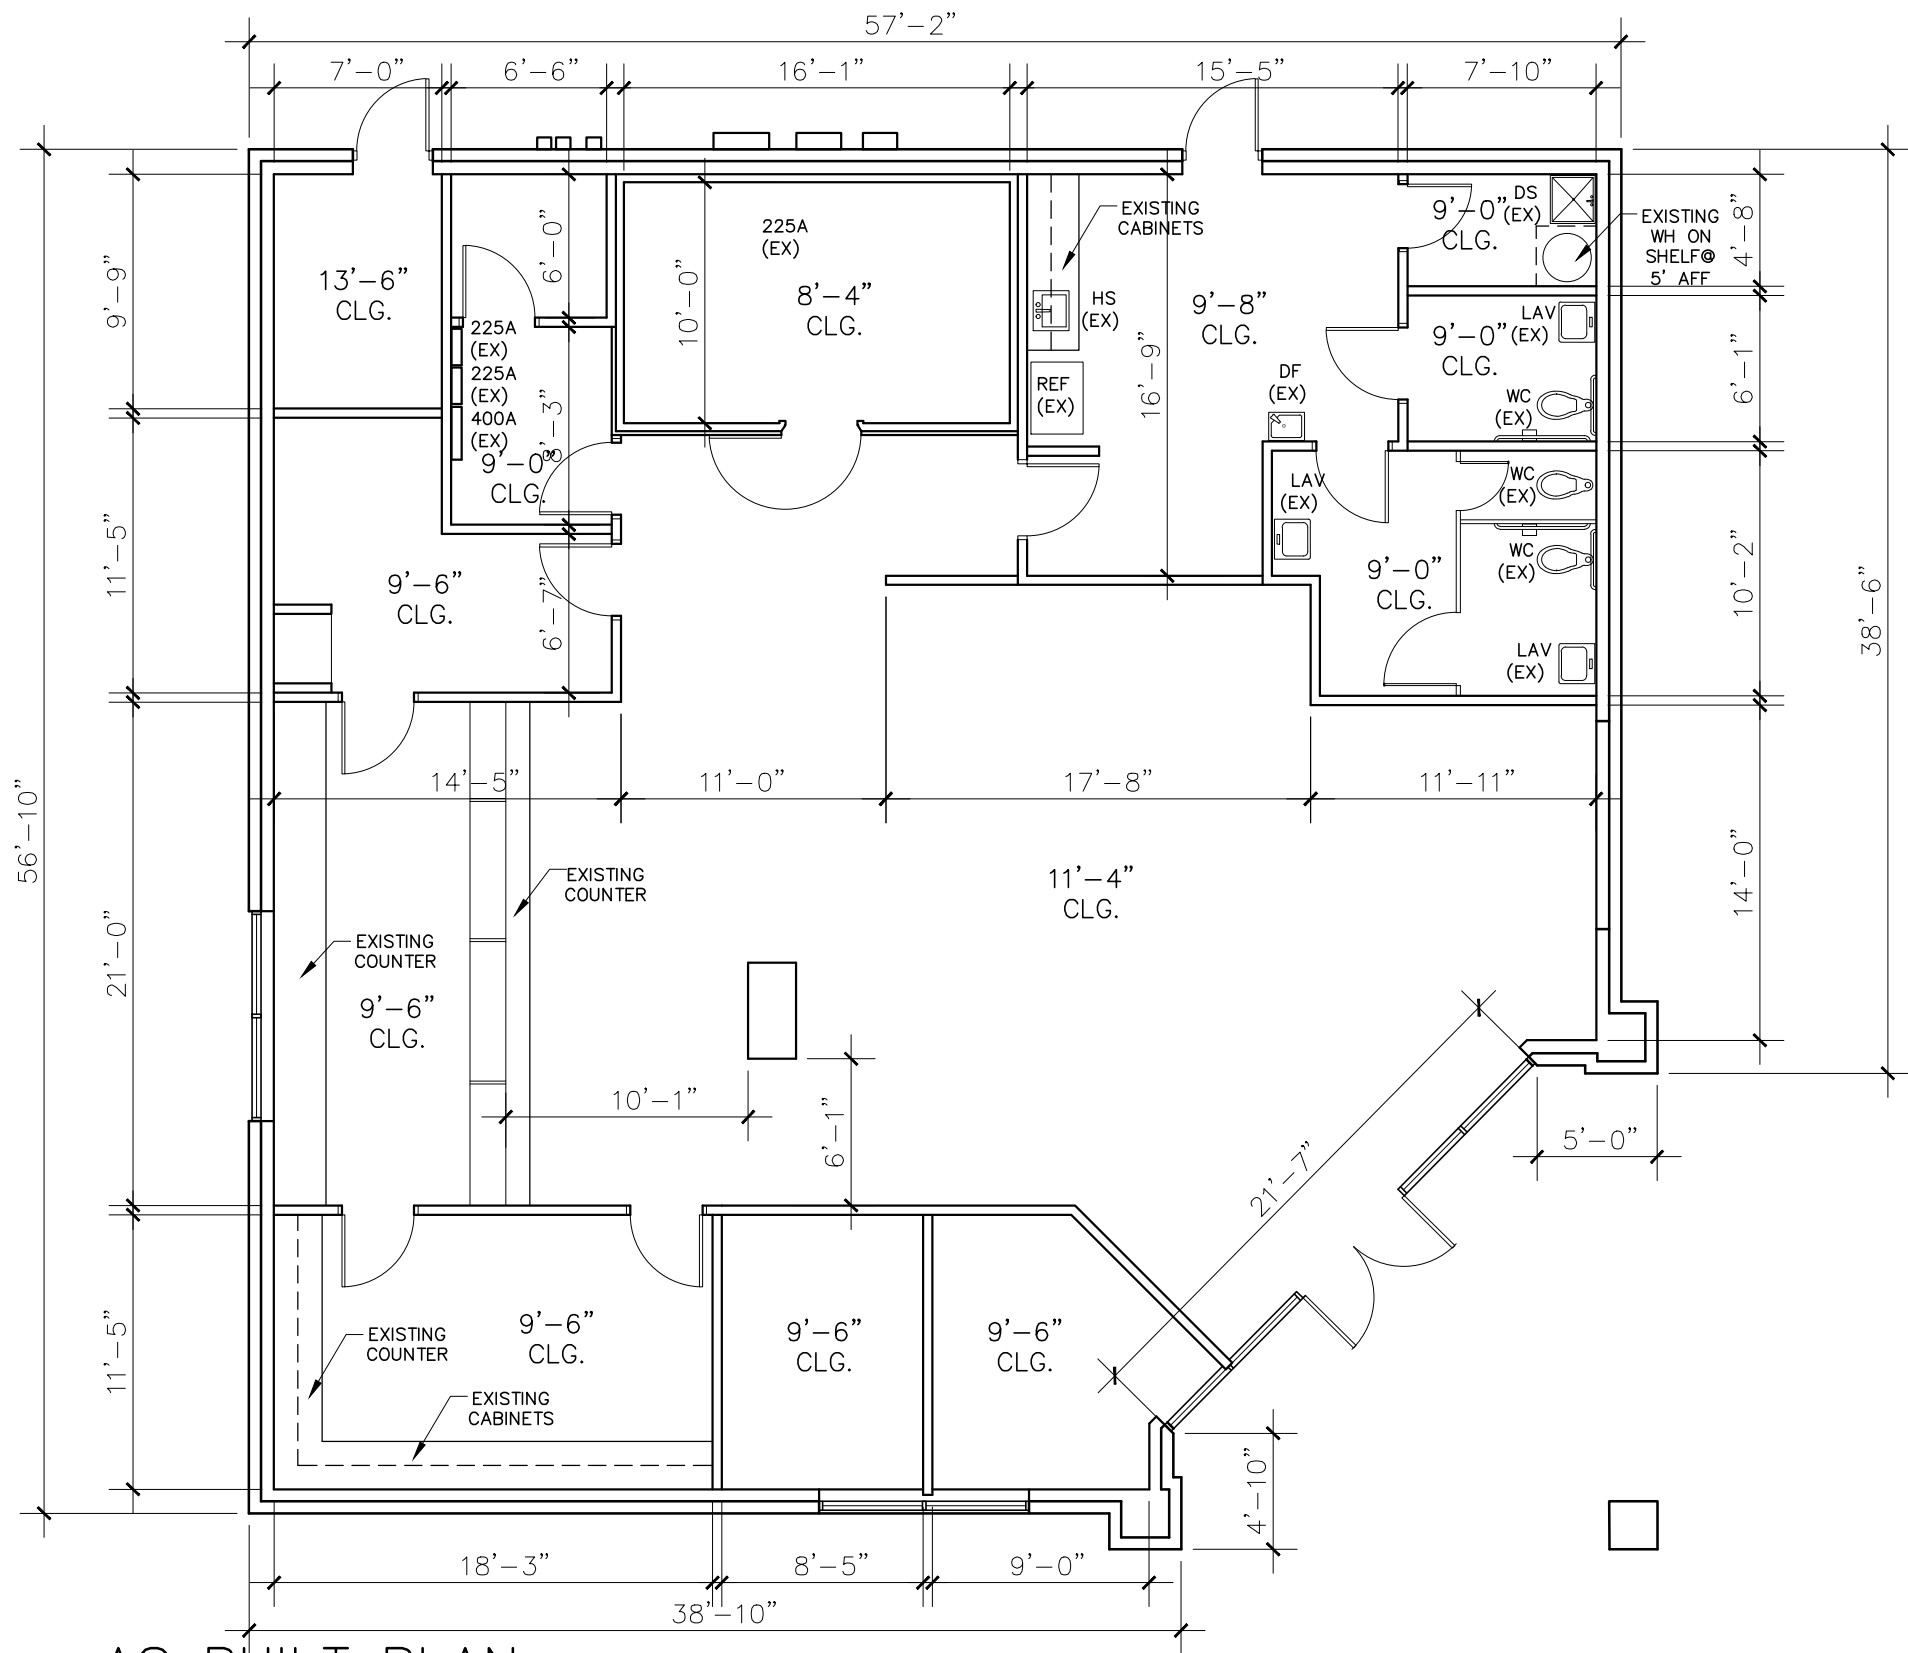 57'-2"
7'-0"
6'-6"
16'-1"
15'-5"
7'-10"
9'-9"
11'-5"
21'-0"
11'-5"
56'-10"
13'-6"
CLG.
6'-0"
225A
(EX)
225A
(EX)
400A
(EX)
9'-0"
CLG.
8'-3"
6'-7"
10'-0"
225A
(EX)
8'-4"
CLG.
EXISTING
CABINETS
HS
(EX)
REF
(EX)
16'-9"
9'-8"
CLG.
DF
(EX)
DS
(EX)
9'-0"
CLG.
EXISTING
WH ON
SHELF@
5' AFF
LAV
(EX)
9'-0"
CLG.
WC
(EX)
LAV
(EX)
WC
(EX)
WC
(EX)
9'-0"
CLG.
LAV
(EX)
4'-8"
6'-1"
10'-2"
14'-0"
38'-6"
9'-6"
CLG.
14'-5"
11'-0"
17'-8"
11'-11"
EXISTING
COUNTER
EXISTING
COUNTER
9'-6"
CLG.
11'-4"
CLG.
10'-1"
6'-1"
21'-7"
5'-0"
9'-6"
CLG.
EXISTING
COUNTER
EXISTING
CABINETS
9'-6"
CLG.
9'-6"
CLG.
4'-10"
18'-3"
8'-5"
9'-0"
38'-10"
AS BUILT PLAN